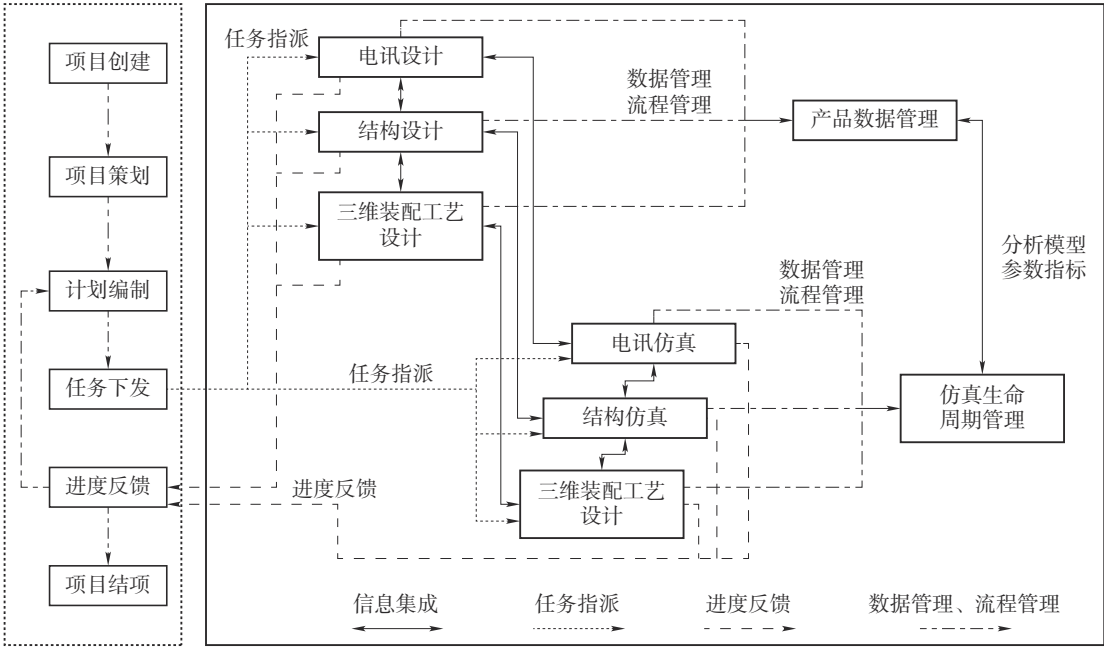 项目创建
项目策划
计划编制
任务下发
进度反馈
项目结项
任务指派
电讯设计
结构设计
三维装配工艺
设计
数据管理
流程管理
产品数据管理
分析模型
参数指标
数据管理
流程管理
任务指派
电讯仿真
结构仿真
三维装配工艺
设计
仿真生命
周期管理
进度反馈
信息集成
任务指派
进度反馈
数据管理、流程管理